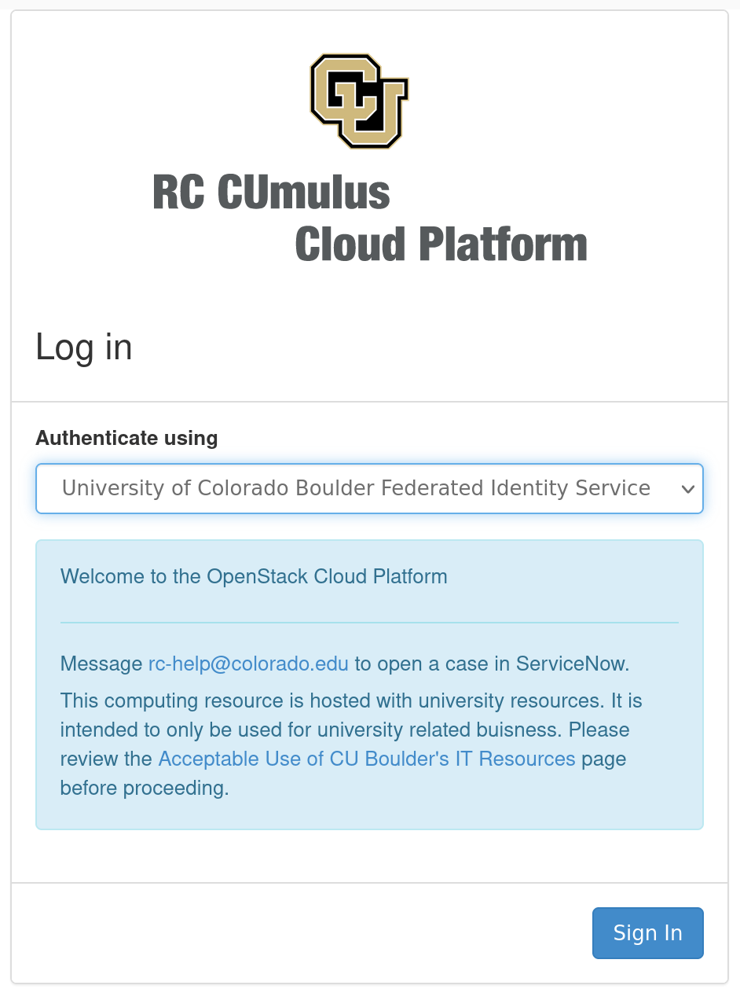 CU
RC CUmulus
Cloud Platform
Log in
Authenticate using
University of Colorado Boulder Federated Identity Service
Welcome to the OpenStack Cloud Platform
Message rc-help@colorado.edu to open a case in ServiceNow.
This computing resource is hosted with university resources. It is
intended to only be used for university related buisness. Please
review the Acceptable Use of CU Boulder's IT Resources page
before proceeding.
Sign In